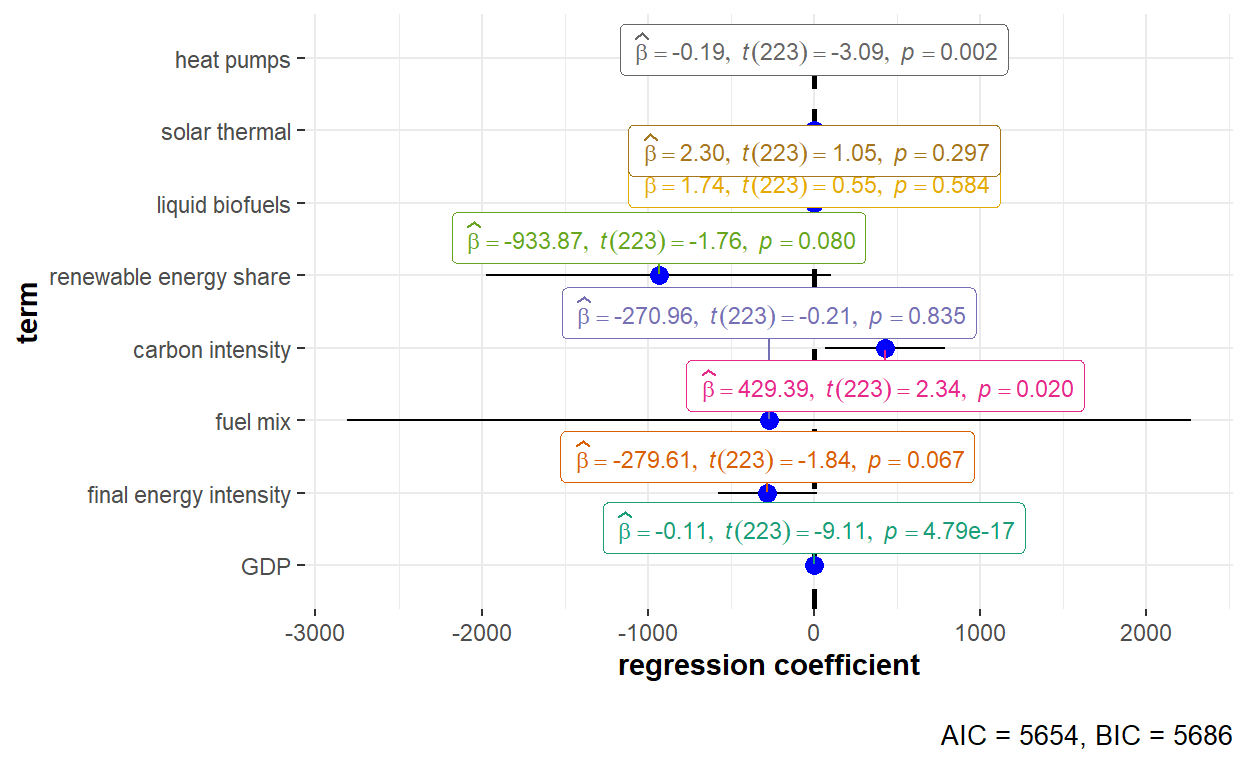 heat pumps
β̂ = -0.19, t(223) = -3.09, p = 0.002
solar thermal
β̂ = 2.30, t(223) = 1.05, p = 0.297
β = 1.74, t(223) = 0.55, p = 0.584
liquid biofuels
β̂ = -933.87, t(223) = -1.76, p = 0.080
renewable energy share
β̂ = -270.96, t(223) = -0.21, p = 0.835
carbon intensity
β̂ = 429.39, t(223) = 2.34, p = 0.020
fuel mix
β̂ = -279.61, t(223) = -1.84, p = 0.067
final energy intensity
β̂ = -0.11, t(223) = -9.11, p = 4.79e-17
GDP
term
-3000 -2000 -1000 0 1000 2000
regression coefficient
AIC = 5654, BIC = 5686